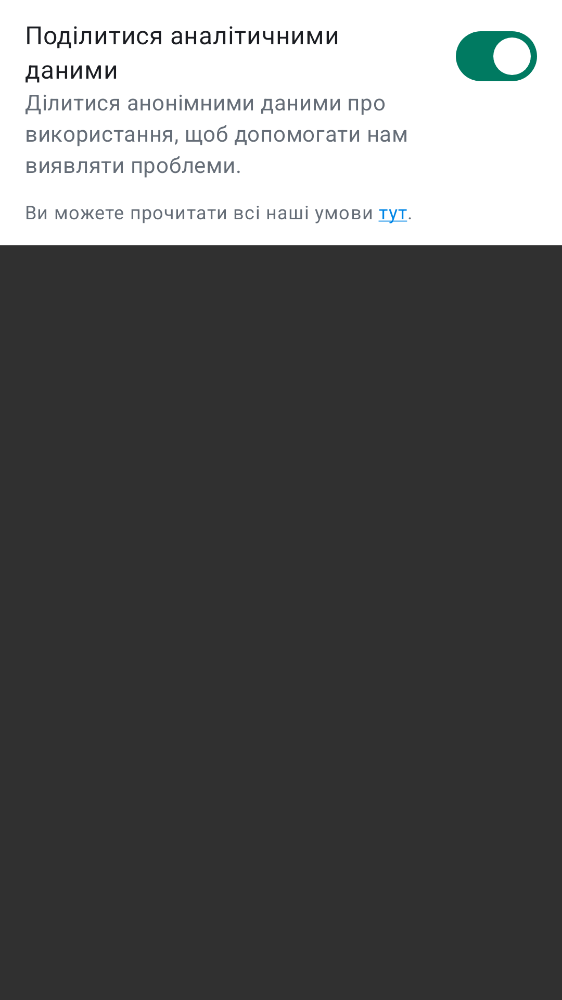 Поділитися аналітичними
даними
Ділитися анонімними даними про
використання, щоб допомогати нам
виявляти проблеми.
Ви можете прочитати всі наші умови тут.